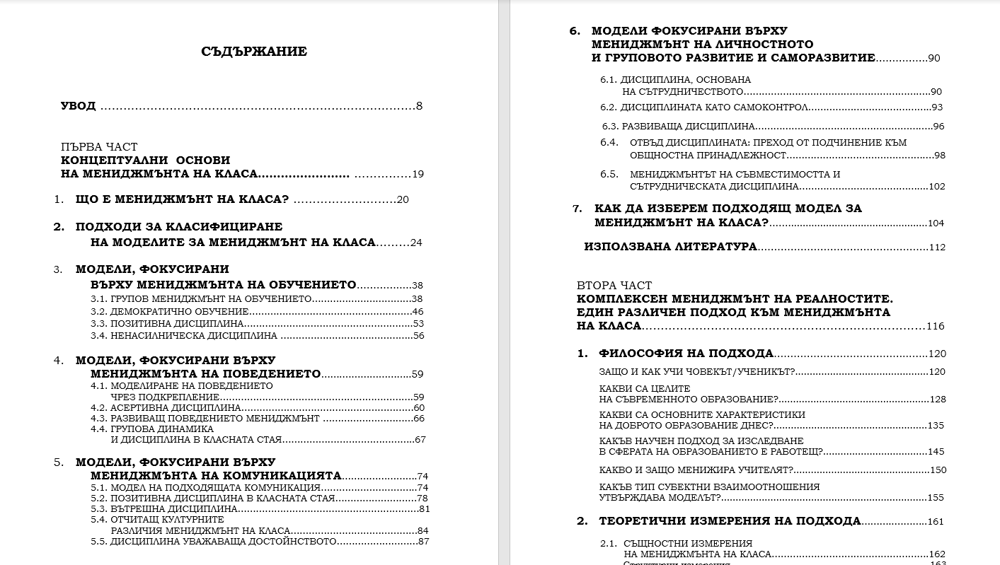 СЪДЪРЖАНИЕ
УВОД ................................................................................8
ПЪРВА ЧАСТ
КОНЦЕПТУАЛНИ ОСНОВИ
НА МЕНИДЖМЪНТА НА КЛАСА........................ ...............19
1. ЩО Е МЕНИДЖМЪНТ НА КЛАСА? ...........................20
2. ПОДХОДИ ЗА КЛАСИФИЦИРАНЕ
НА МОДЕЛИТЕ ЗА МЕНИДЖМЪНТ НА КЛАСА.........24
3. МОДЕЛИ, ФОКУСИРАНИ
ВЪРХУ МЕНИДЖМЪНТА НА ОБУЧЕНИЕТО.................38
3.1. ГРУПОВ МЕНИДЖМЪНТ НА ОБУЧЕНИЕТО..............................38
3.2. ДЕМОКРАТИЧНО ОБУЧЕНИЕ.................................................46
3.3. ПОЗИТИВНА ДИСЦИПЛИНА..................................................53
3.4. НЕНАСИЛНИЧЕСКА ДИСЦИПЛИНА .......................................56
4. МОДЕЛИ, ФОКУСИРАНИ ВЪРХУ
МЕНИДЖМЪНТА НА ПОВЕДЕНИЕТО..........................59
4.1. МОДЕЛИРАНЕ НА ПОВЕДЕНИЕТО
ЧРЕЗ ПОДКРЕПЛЕНИЕ.........................................................59
4.2. АСЕРТИВНА ДИСЦИПЛИНА...................................................60
4.3. РАЗВИВАЩ ПОВЕДЕНИЕТО МЕНИДЖМЪНТ ...........................66
4.4. ГРУПОВА ДИНАМИКА
И ДИСЦИПЛИНА В КЛАСНАТА СТАЯ.......................................67
5. МОДЕЛИ, ФОКУСИРАНИ ВЪРХУ
МЕНИДЖМЪНТА НА КОМУНИКАЦИЯТА.....................74
5.1. МОДЕЛ НА ПОДХОДЯЩАТА КОМУНИКАЦИЯ............................74
5.2. ПОЗИТИВНА ДИСЦИПЛИНА В КЛАСНАТА СТАЯ.......................78
5.3. ВЪТРЕШНА ДИСЦИПЛИНА.....................................................81
5.4. ОТЧИТАЩ КУЛТУРНИТЕ
РАЗЛИЧИЯ МЕНИДЖМЪНТ НА КЛАСА....................................84
5.5. ДИСЦИПЛИНА УВАЖАВАЩА ДОСТОЙНСТВОТО.......................87
6. МОДЕЛИ ФОКУСИРАНИ ВЪРХУ
МЕНИДЖМЪНТ НА ЛИЧНОСТНОТО
И ГРУПОВОТО РАЗВИТИЕ И САМОРАЗВИТИЕ................90
6.1. ДИСЦИПЛИНА, ОСНОВАНА
НА СЪТРУДНИЧЕСТВОТО.....................................................90
6.2. ДИСЦИПЛИНАТА КАТО САМОКОНТРОЛ...................................93
6.3. РАЗВИВАЩА ДИСЦИПЛИНА..................................................96
6.4. ОТВЪД ДИСЦИПЛИНАТА: ПРЕХОД ОТ ПОДЧИНЕНИЕ КЪМ
ОБЩНОСТНА ПРИНАДЛЕЖНОСТ..........................................98
6.5. МЕНИДЖМЪНТЪТ НА СЪВМЕСТИМОСТТА И
СЪТРУДНИЧЕСКАТА ДИСЦИПЛИНА.....................................102
7. КАК ДА ИЗБЕРЕМ ПОДХОДЯЩ МОДЕЛ ЗА
МЕНИДЖМЪНТ НА КЛАСА?.............................................104
ИЗПОЛЗВАНА ЛИТЕРАТУРА.................................................112
ВТОРА ЧАСТ
КОМПЛЕКСЕН МЕНИДЖМЪНТ НА РЕАЛНОСТИТЕ.
ЕДИН РАЗЛИЧЕН ПОДХОД КЪМ МЕНИДЖМЪНТА
НА КЛАСА.......................................................................116
1. ФИЛОСОФИЯ НА ПОДХОДА............................................120
ЗАЩО И КАК УЧИ ЧОВЕКЪТ/УЧЕНИКЪТ?......................................120
КАКВИ СА ЦЕЛИТЕ
НА СЪВРЕМЕННОТО ОБРАЗОВАНИЕ?...........................................128
КАКВИ СА ОСНОВНИТЕ ХАРАКТЕРИСТИКИ
НА ДОБРОТО ОБРАЗОВАНИЕ ДНЕС?............................................135
КАКЪВ НАУЧЕН ПОДХОД ЗА ИЗСЛЕДВАНЕ
В СФЕРАТА НА ОБРАЗОВАНИЕТО Е РАБОТЕЩ?..............................145
КАКВО И ЗАЩО МЕНИЖИРА УЧИТЕЛЯТ?.......................................150
КАКЪВ ТИП СУБЕКТНИ ВЗАИМООТНОШЕНИЯ
УТВЪРЖДАВА МОДЕЛЪТ?...........................................................155
2. ТЕОРЕТИЧНИ ИЗМЕРЕНИЯ НА ПОДХОДА.....................161
2.1. СЪЩНОСТНИ ИЗМЕРЕНИЯ
НА МЕНИДЖМЪНТА НА КЛАСА.............................................162
Структурни измерения..........................................................163